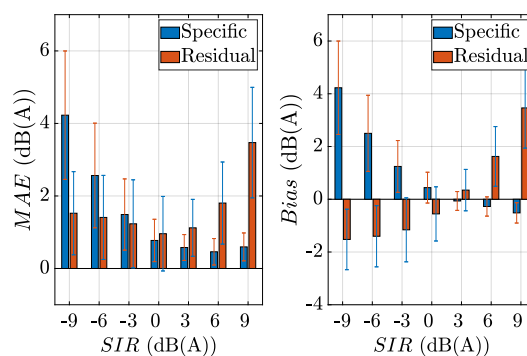 Specific
Residual
6
4
2
0
MAE (dB(A))
-9 -6 -3 0 3 6 9
SIR (dB(A))
Specific
Residual
6
4
2
0
-2
-4
Bias (dB(A))
-9 -6 -3 0 3 6 9
SIR (dB(A))